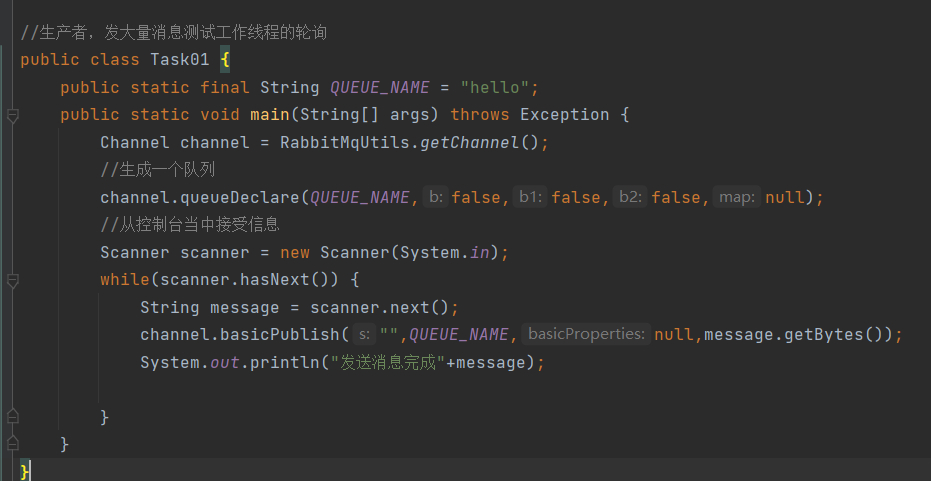 //生产者，发大量消息测试工作线程的轮询
public class Task01 {
    public static final String QUEUE_NAME = "hello";
    public static void main(String[] args) throws Exception {
        Channel channel = RabbitMqUtils.getChannel();
        //生成一个队列
        channel.queueDeclare(QUEUE_NAME, b: false, b1: false, b2: false, map: null);
        //从控制台当中接受信息
        Scanner scanner = new Scanner(System.in);
        while(scanner.hasNext()) {
            String message = scanner.next();
            channel.basicPublish( s: "",QUEUE_NAME, basicProperties: null,message.getBytes());
            System.out.println("发送消息完成"+message);
        }
    }
}